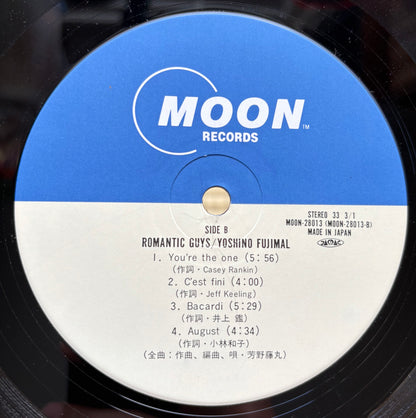 MOON™
RECORDS
SIDE B
STEREO 33 3/1
MOON-28013 (MOON-28013-B)
MADE IN JAPAN
ROMANTIC GUYS/YOSHINO FUJIMAL
1. You're the one (5:56)
(作詞・Casey Rankin)
2. C'est fini (4:00)
(作詞・Jeff Keeling)
3. Bacardi (5:29)
(作詞・井上 鑑)
4. August (4:34)
(作詞・小林和子)
(全曲:作曲、編曲、唄・芳野藤丸)